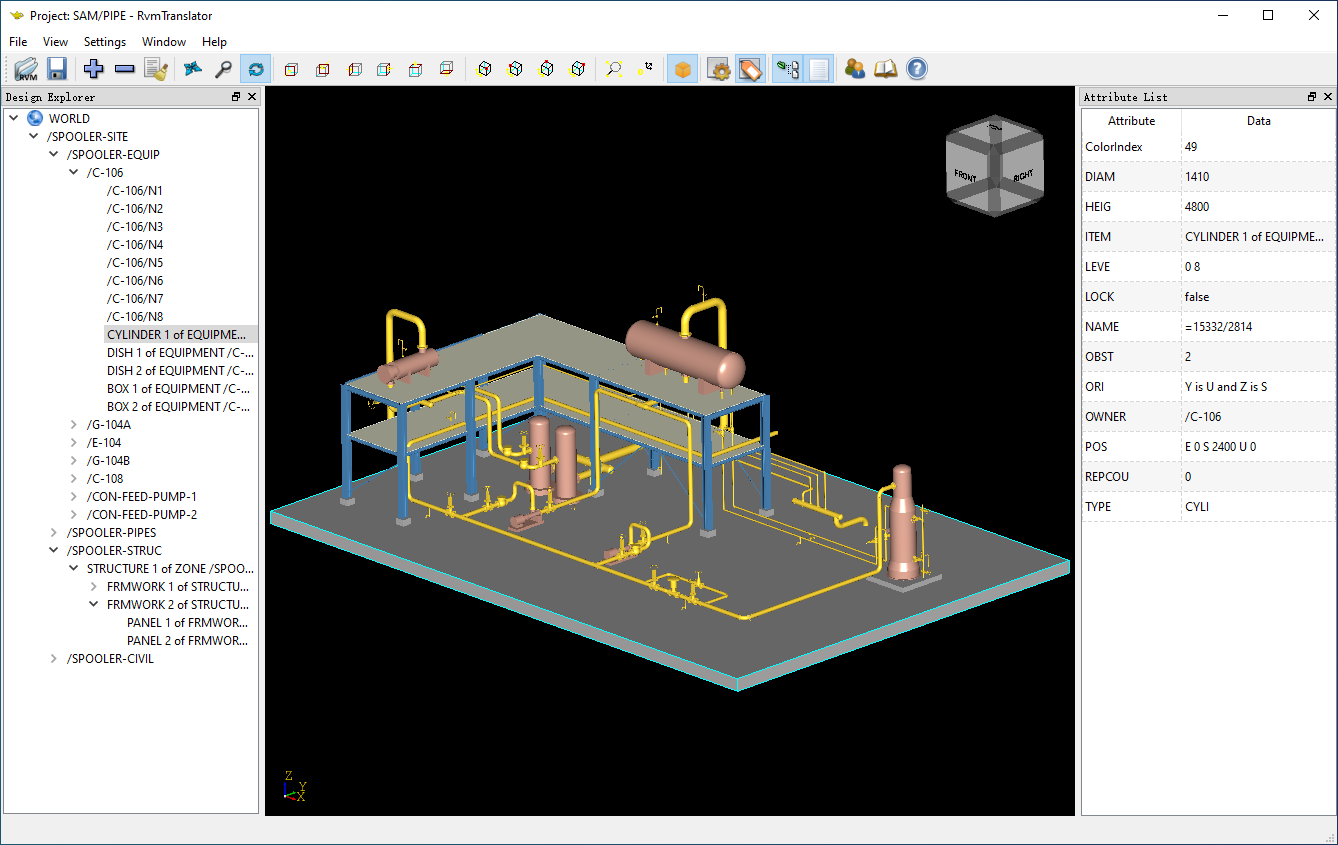 Project: SAM/PIPE - RvmTranslator
File View Settings Window Help
RVM
Design Explorer
WORLD
/SPOOLER-SITE
/SPOOLER-EQUIP
/C-106
/C-106/N1
/C-106/N2
/C-106/N3
/C-106/N4
/C-106/N5
/C-106/N6
/C-106/N7
/C-106/N8
CYLINDER 1 of EQUIPME...
DISH 1 of EQUIPMENT /C-...
DISH 2 of EQUIPMENT /C-...
BOX 1 of EQUIPMENT /C-...
BOX 2 of EQUIPMENT /C-...
/G-104A
/E-104
/G-104B
/C-108
/CON-FEED-PUMP-1
/CON-FEED-PUMP-2
/SPOOLER-PIPES
/SPOOLER-STRUC
STRUCTURE 1 of ZONE /SPOO...
FRMWORK 1 of STRUCTU...
FRMWORK 2 of STRUCTU...
PANEL 1 of FRMWOR...
PANEL 2 of FRMWOR...
/SPOOLER-CIVIL
FRONT RIGHT
Z
Y
X
Attribute List
Attribute Data
ColorIndex 49
DIAM 1410
HEIG 4800
ITEM CYLINDER 1 of EQUIPME...
LEVE 0 8
LOCK false
NAME =15332/2814
OBST 2
ORI Y is U and Z is S
OWNER /C-106
POS E 0 S 2400 U 0
REPCOU 0
TYPE CYLI